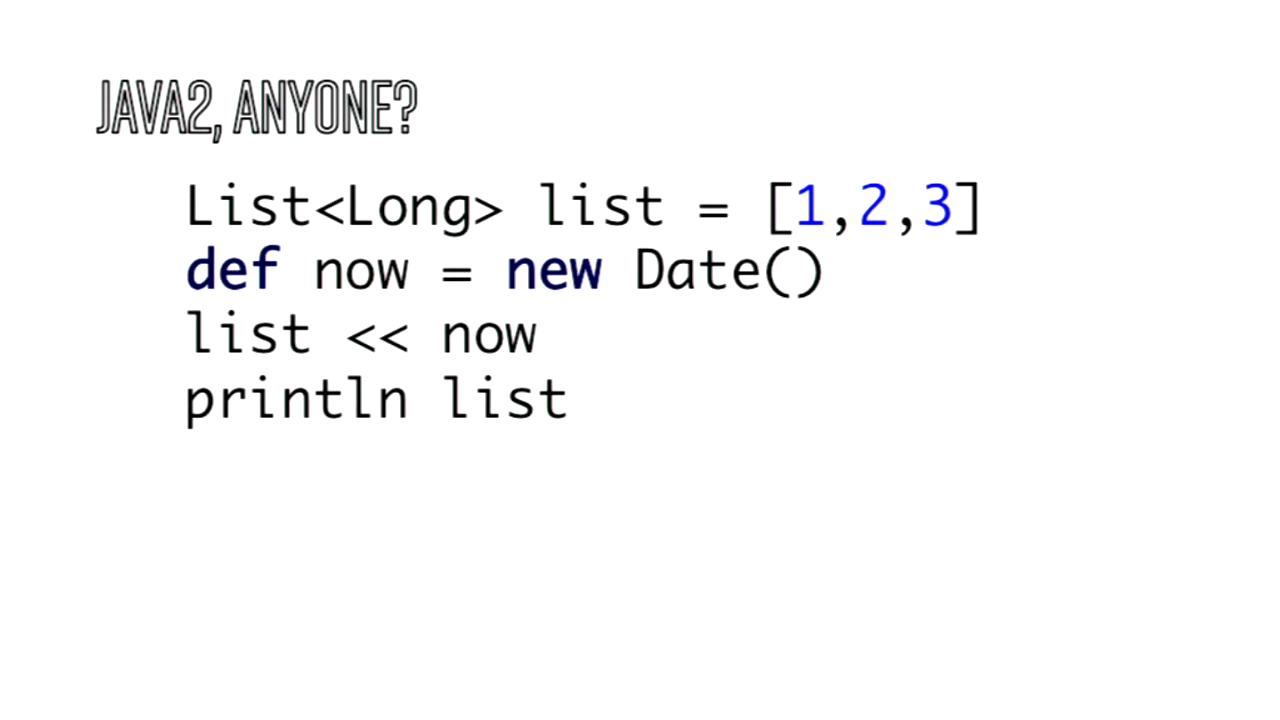 JAVA2, ANYONE?
List<Long> list = [1,2,3]
def now = new Date()
list << now
println list